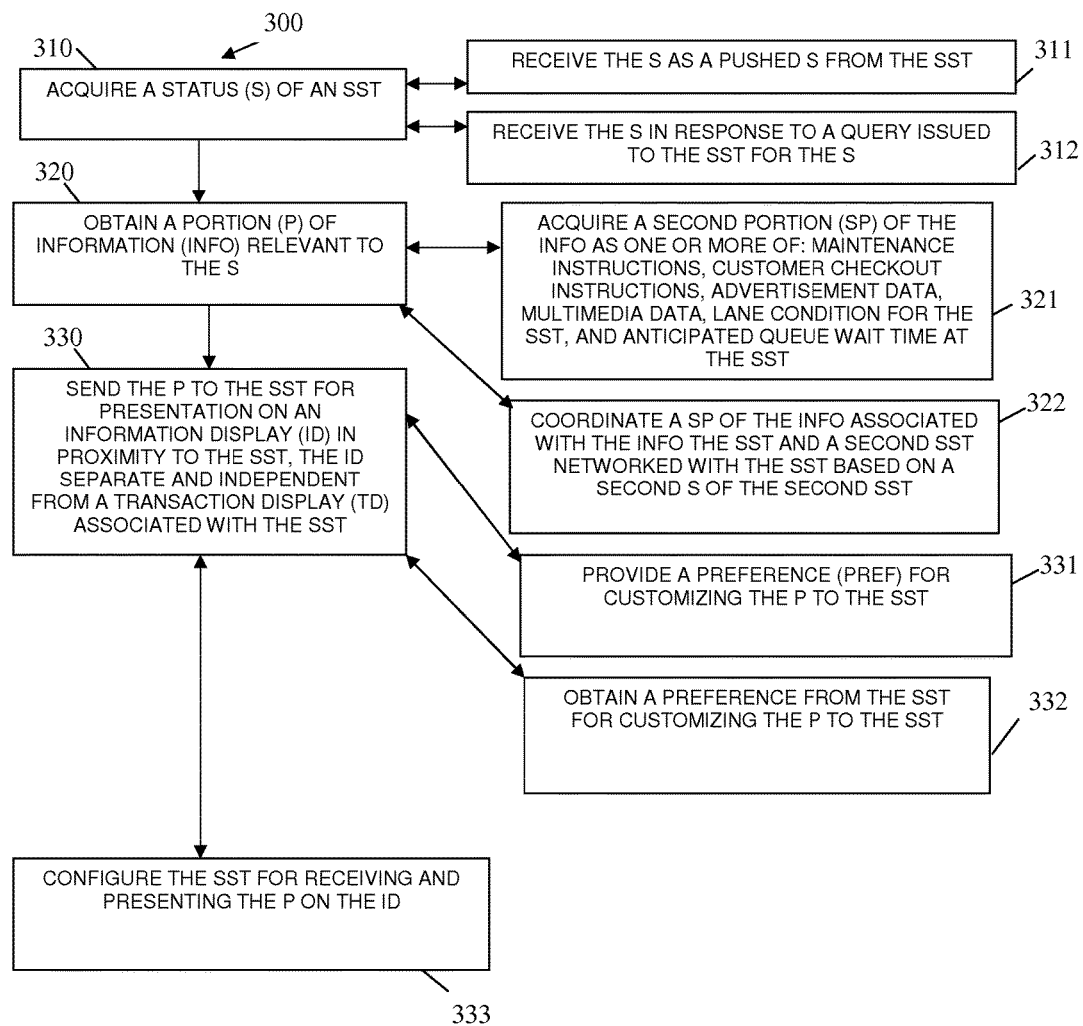 300
310
ACQUIRE A STATUS (S) OF AN SST
RECEIVE THE S AS A PUSHED S FROM THE SST
311
RECEIVE THE S IN RESPONSE TO A QUERY ISSUED
TO THE SST FOR THE S
312
320
OBTAIN A PORTION (P) OF
INFORMATION (INFO) RELEVANT TO
THE S
ACQUIRE A SECOND PORTION (SP) OF THE
INFO AS ONE OR MORE OF: MAINTENANCE
INSTRUCTIONS, CUSTOMER CHECKOUT
INSTRUCTIONS, ADVERTISEMENT DATA,
MULTIMEDIA DATA, LANE CONDITION FOR THE
SST, AND ANTICIPATED QUEUE WAIT TIME AT
THE SST
321
330
SEND THE P TO THE SST FOR
PRESENTATION ON AN
INFORMATION DISPLAY (ID) IN
PROXIMITY TO THE SST, THE ID
SEPARATE AND INDEPENDENT
FROM A TRANSACTION DISPLAY (TD)
ASSOCIATED WITH THE SST
322
COORDINATE A SP OF THE INFO ASSOCIATED
WITH THE INFO THE SST AND A SECOND SST
NETWORKED WITH THE SST BASED ON A
SECOND S OF THE SECOND SST
331
PROVIDE A PREFERENCE (PREF) FOR
CUSTOMIZING THE P TO THE SST
OBTAIN A PREFERENCE FROM THE SST
FOR CUSTOMIZING THE P TO THE SST
332
CONFIGURE THE SST FOR RECEIVING AND
PRESENTING THE P ON THE ID
333